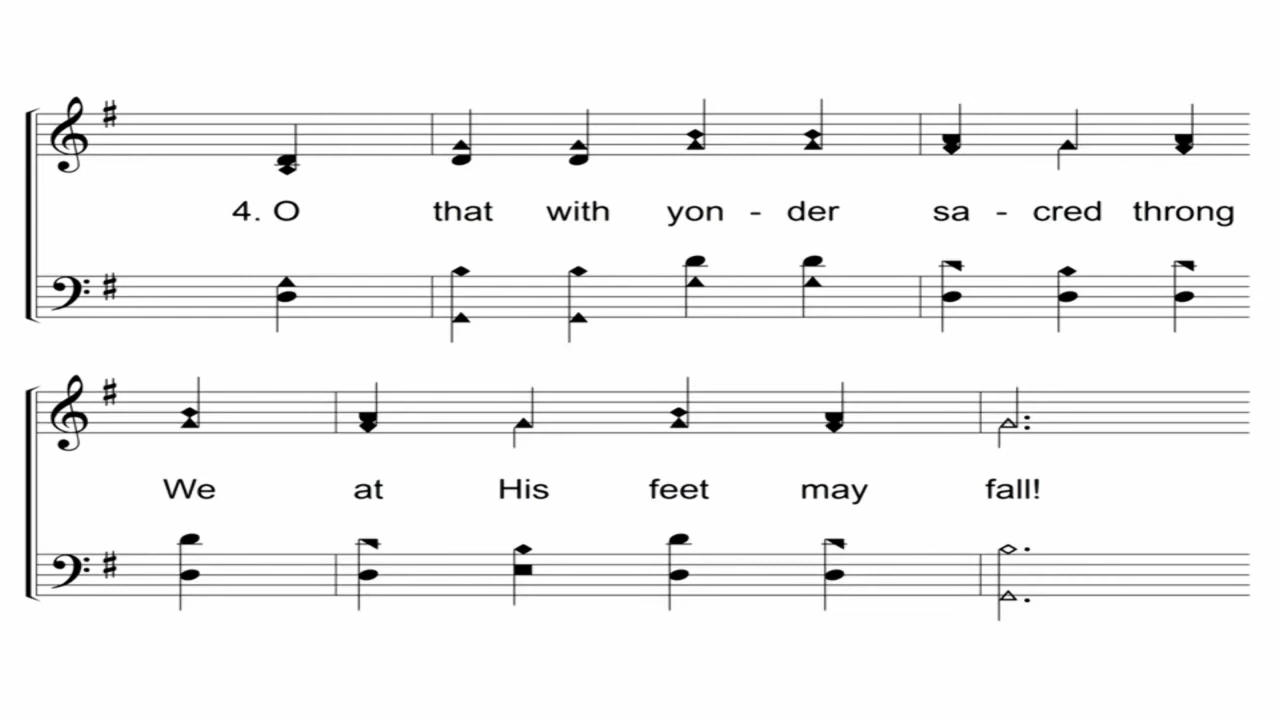 4. O that with yon - der sa - cred throng
We at His feet may fall!